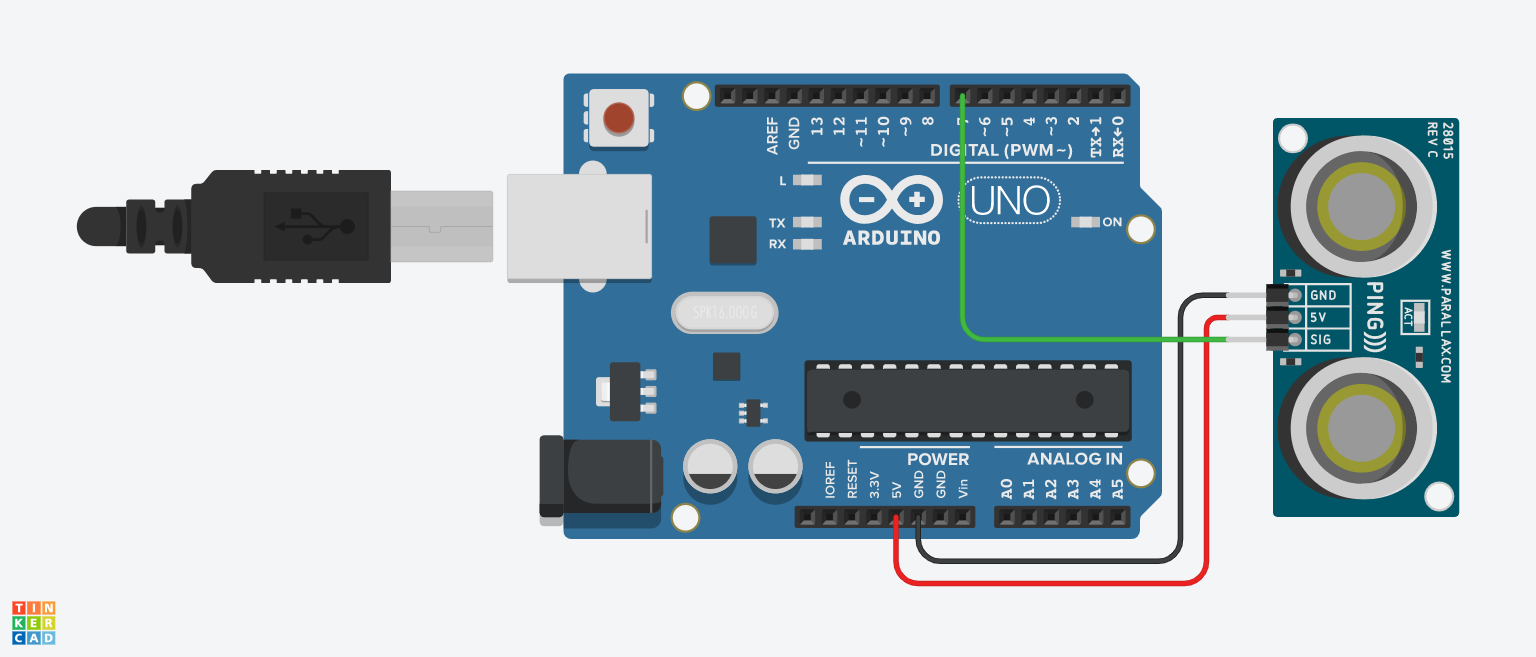 AREF
GND
13
12
~11
~10
~9
8
7
~6
~5
4
~3
2
TX→1
RX←0
DIGITAL (PWM~)
L
TX
RX
ARDUINO
UNO
ON
SPK16.000G
POWER
ANALOG IN
IOREF
RESET
3.3V
5V
GND
GND
Vin
A0
A1
A2
A3
A4
A5
28015
REV C
GND
5V
SIG
PING)))
ACT
WWW.PARALLAX.COM
TIN
KER
CAD